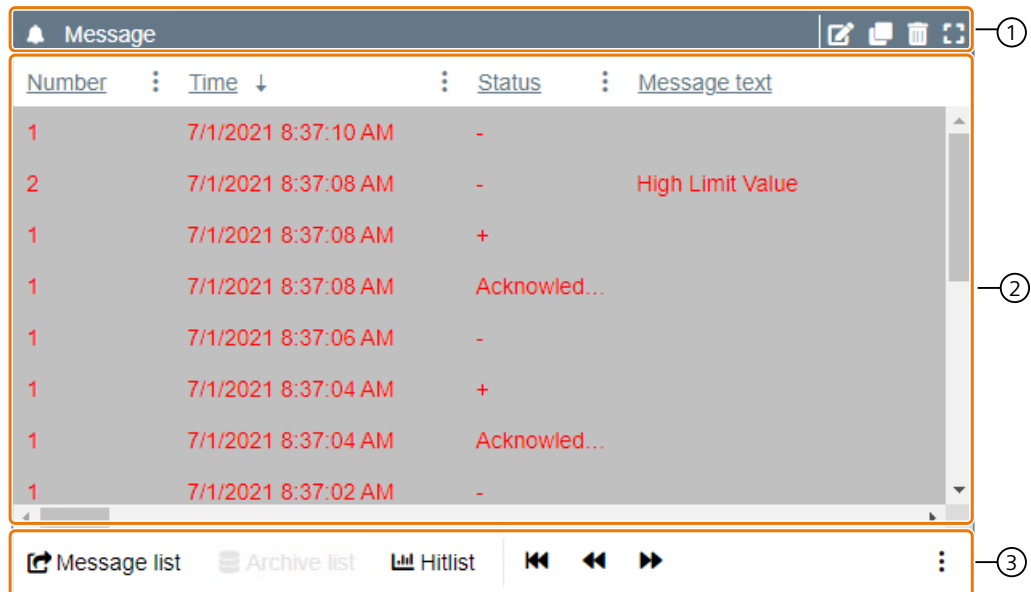 Message
1
Number Time ↓ Status Message text
1 7/1/2021 8:37:10 AM -
2 7/1/2021 8:37:08 AM - High Limit Value
1 7/1/2021 8:37:08 AM +
1 7/1/2021 8:37:08 AM Acknowled...
2
1 7/1/2021 8:37:06 AM -
1 7/1/2021 8:37:04 AM +
1 7/1/2021 8:37:04 AM Acknowled...
1 7/1/2021 8:37:02 AM -
Message list Archive list Hitlist
3